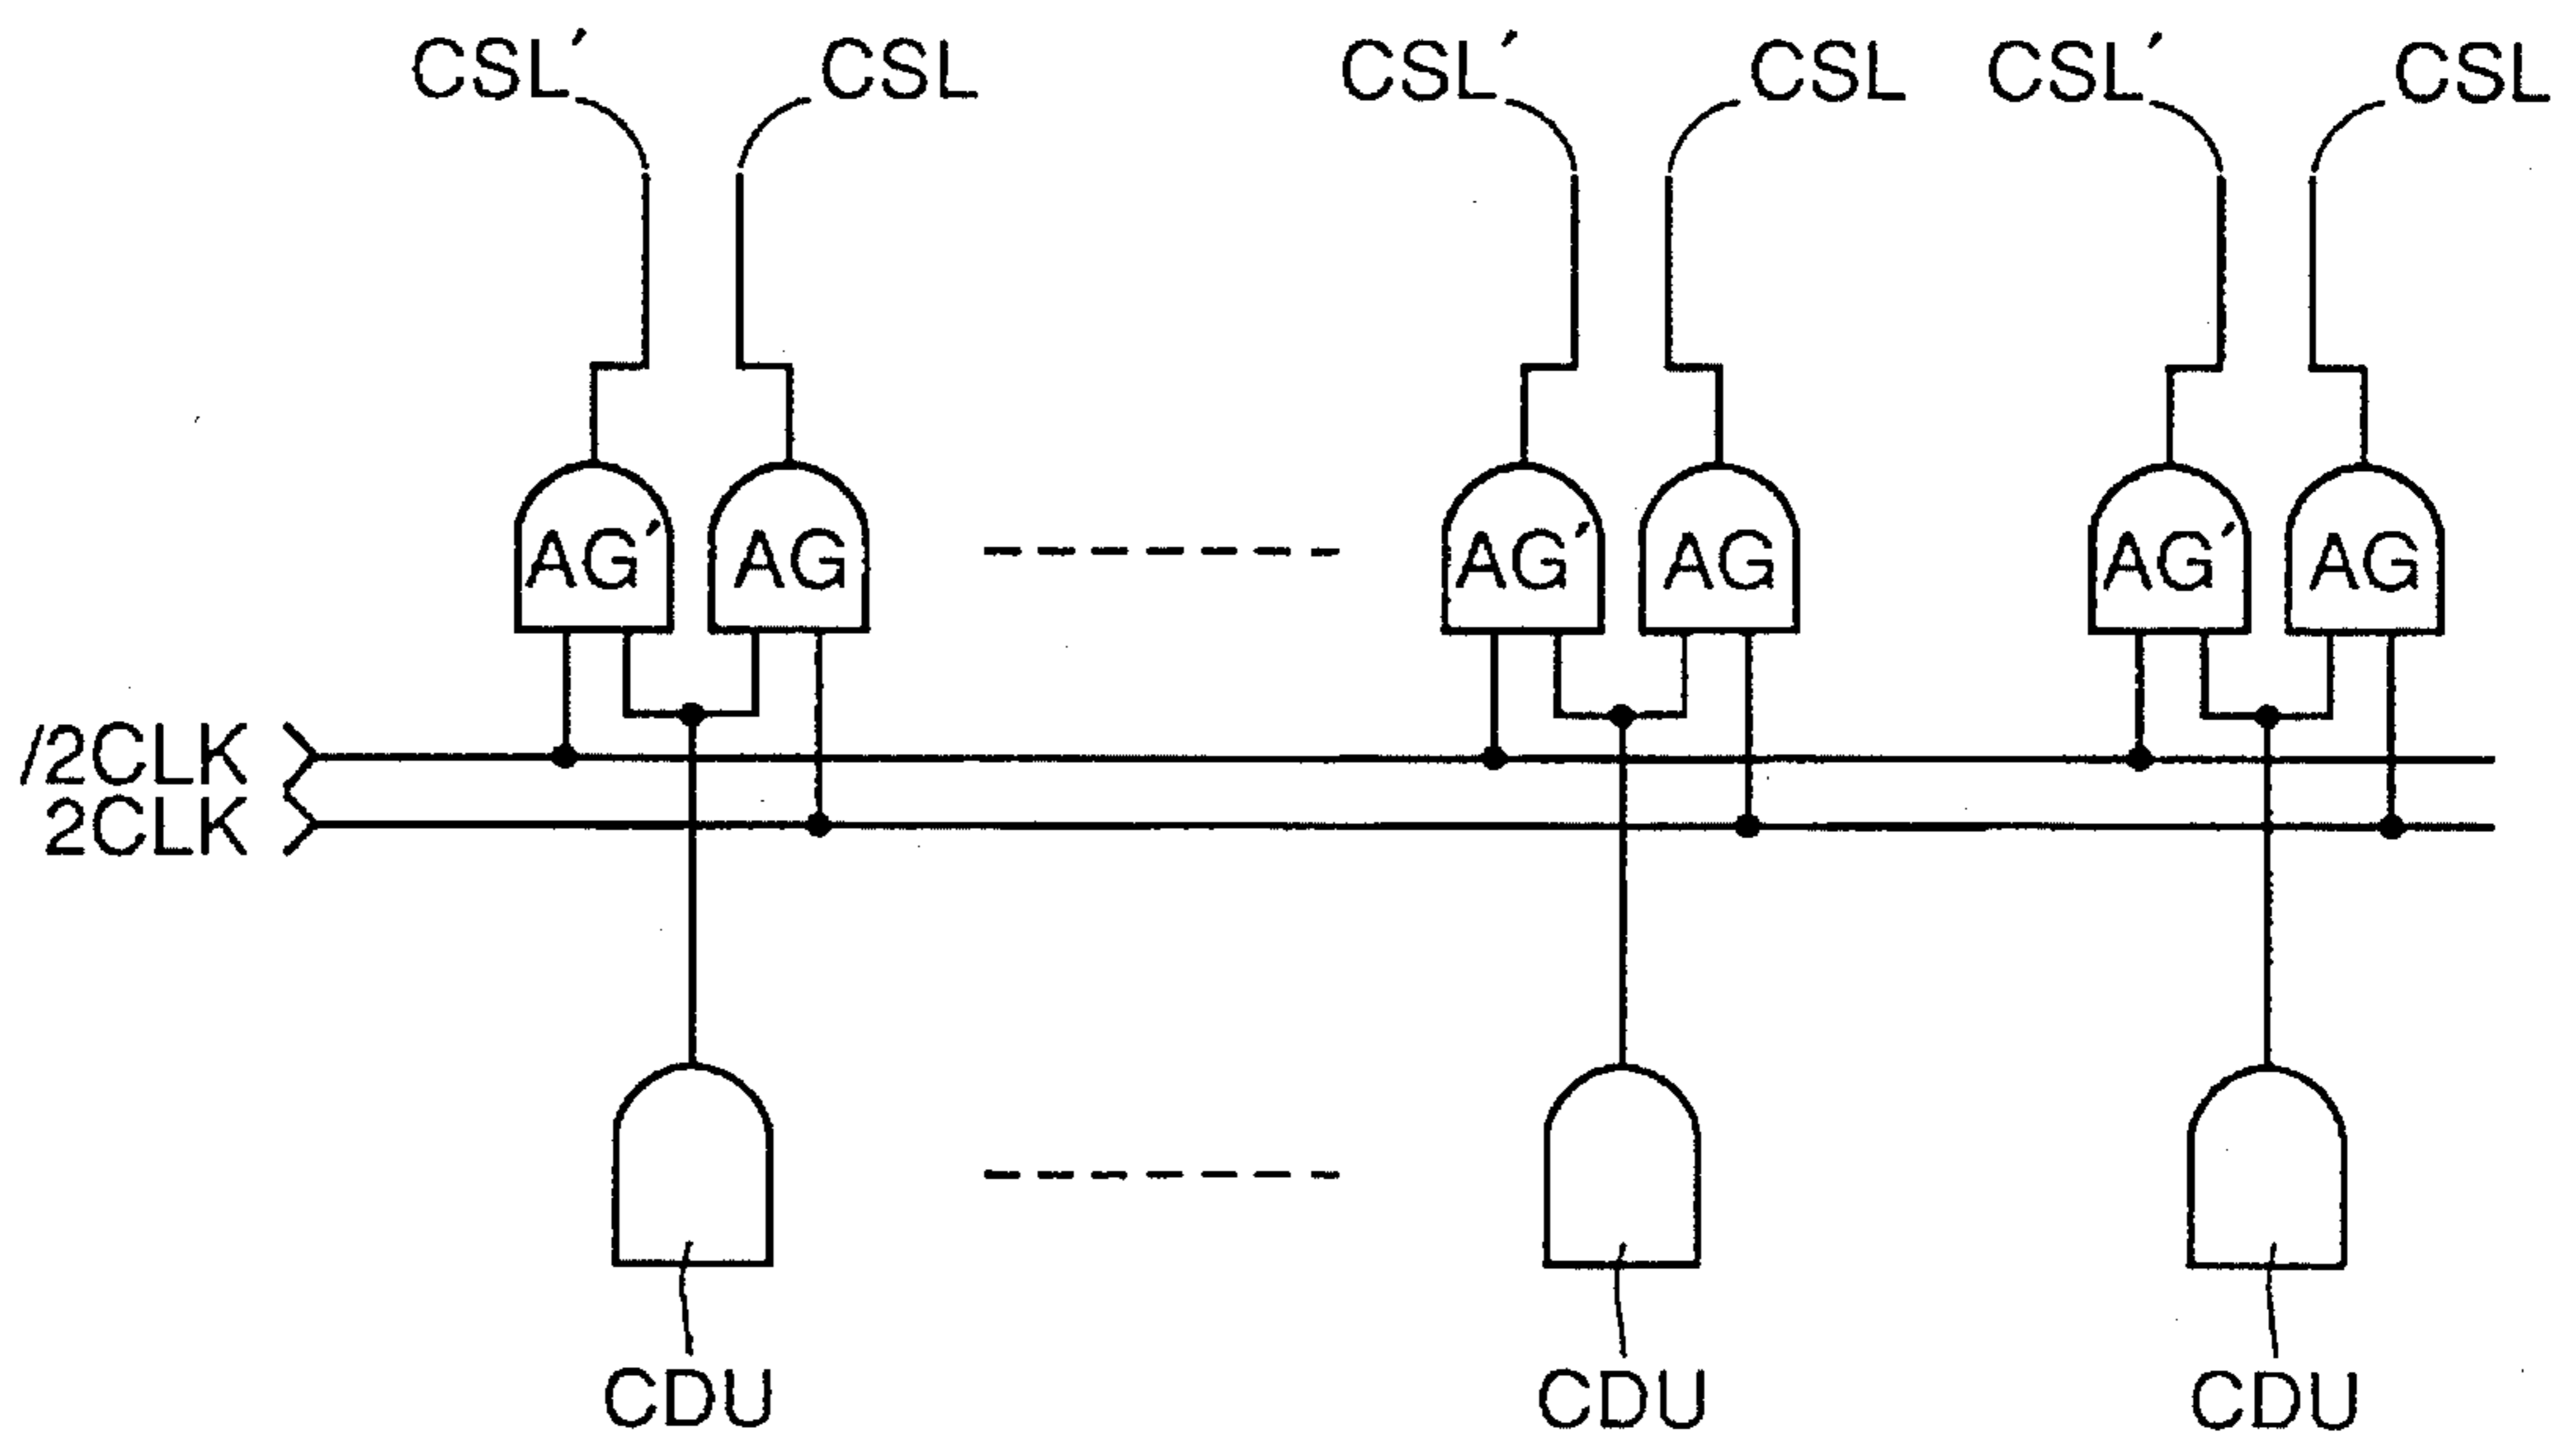 CSL′ CSL CSL′ CSL CSL′ CSL
AG′ AG AG′ AG AG′ AG
/2CLK
2CLK
CDU CDU CDU